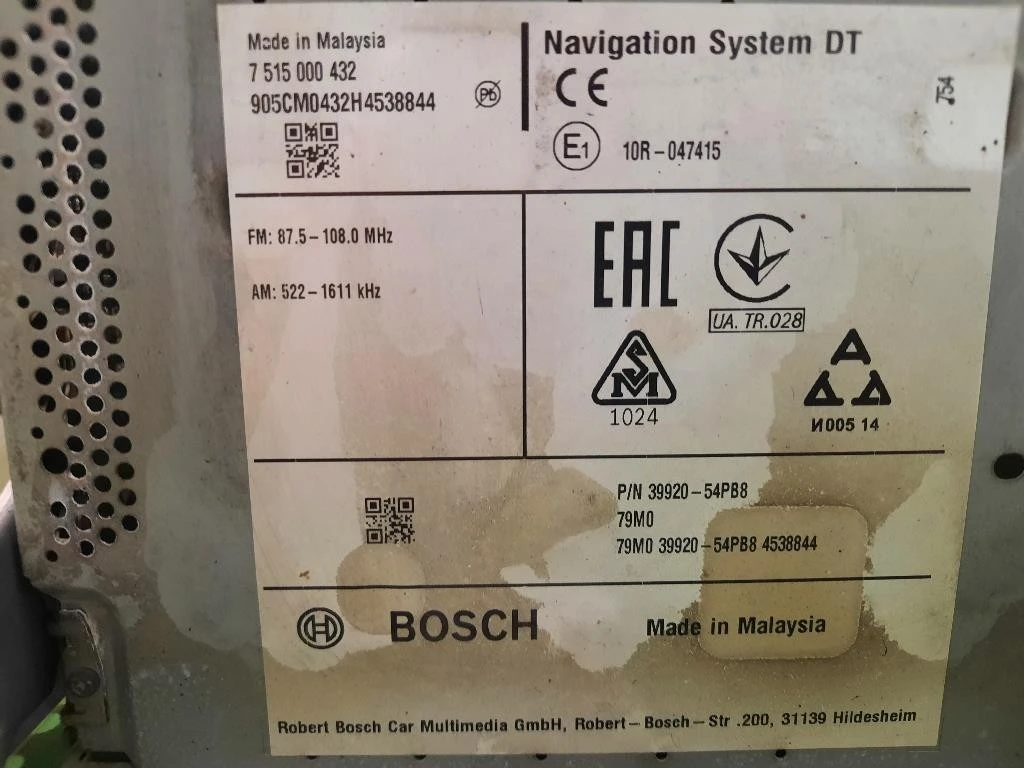 Made in Malaysia
7 515 000 432
905CM0432H4538844
Pb
Navigation System DT
CE
754
E1
10R-047415
FM: 87.5-108.0 MHz
AM: 522-1611 kHz
EAC
UA. TR.028
SM
1024
И005 14
P/N 39920-54PB8
79M0
79M0 39920-54PB8 4538844
BOSCH
Made in Malaysia
Robert Bosch Car Multimedia GmbH, Robert-Bosch-Str .200, 31139 Hildesheim